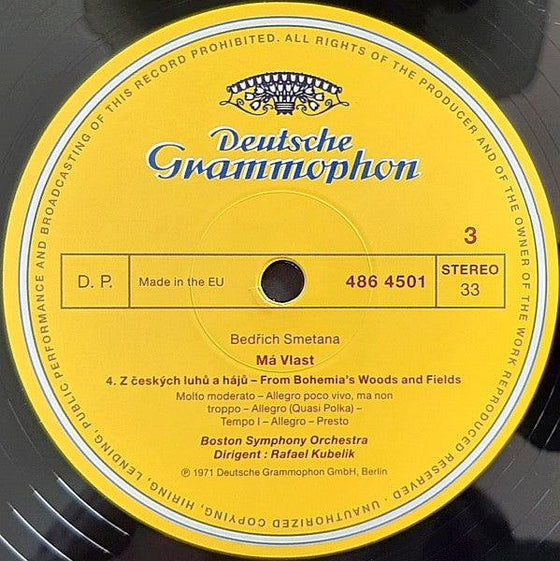 UNAUTHORIZED COPYING, HIRING, LENDING, PUBLIC PERFORMANCE AND BROADCASTING OF THIS RECORD PROHIBITED. ALL RIGHTS OF THE PRODUCER AND OF THE OWNER OF THE WORK REPRODUCED RESERVED ·
Deutsche
Grammophon
3
D. P.
Made in the EU
486 4501
STEREO
33
Bedřich Smetana
Má Vlast
4. Z českých luhů a hájů – From Bohemia's Woods and Fields
Molto moderato – Allegro poco vivo, ma non
troppo – Allegro (Quasi Polka) –
Tempo I – Allegro – Presto
Boston Symphony Orchestra
Dirigent : Rafael Kubelik
℗ 1971 Deutsche Grammophon GmbH, Berlin